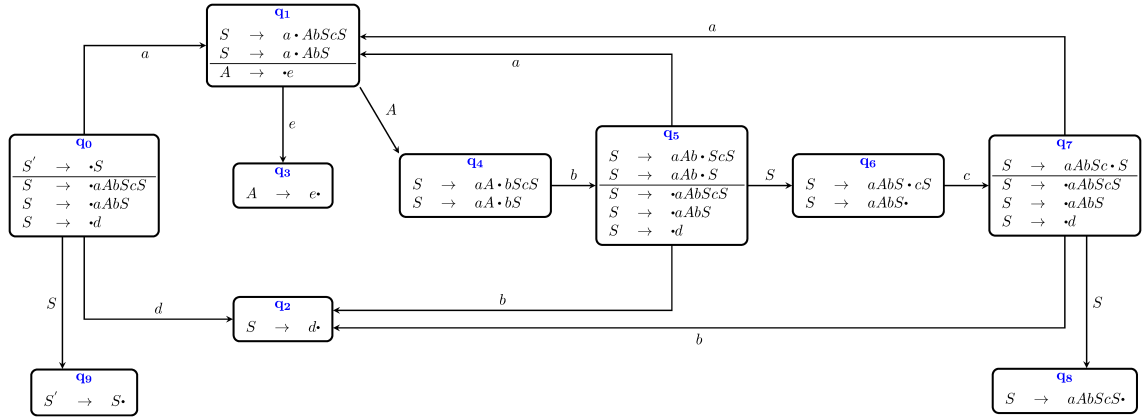 q₁
S → a • AbScS
S → a • AbS
A → •e
a
a
a
q₀
S′ → •S
S → •aAbScS
S → •aAbS
S → •d
e
A
q₃
A → e•
q₄
S → aA • bScS
S → aA • bS
b
q₅
S → aAb • ScS
S → aAb • S
S → •aAbScS
S → •aAbS
S → •d
S
q₆
S → aAbS • cS
S → aAbS•
c
q₇
S → aAbSc • S
S → •aAbScS
S → •aAbS
S → •d
S
d
q₂
S → d•
b
b
S
q₉
S′ → S•
q₈
S → aAbScS•